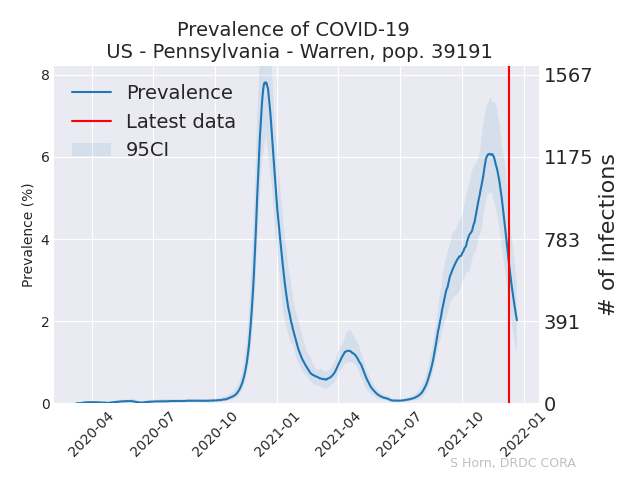 Prevalence of COVID-19
US - Pennsylvania - Warren, pop. 39191
Prevalence
Latest data
95CI
8
6
4
2
0
Prevalence (%)
1567
1175
783
391
0
# of infections
2020-04
2020-07
2020-10
2021-01
2021-04
2021-07
2021-10
2022-01
S Horn, DRDC CORA